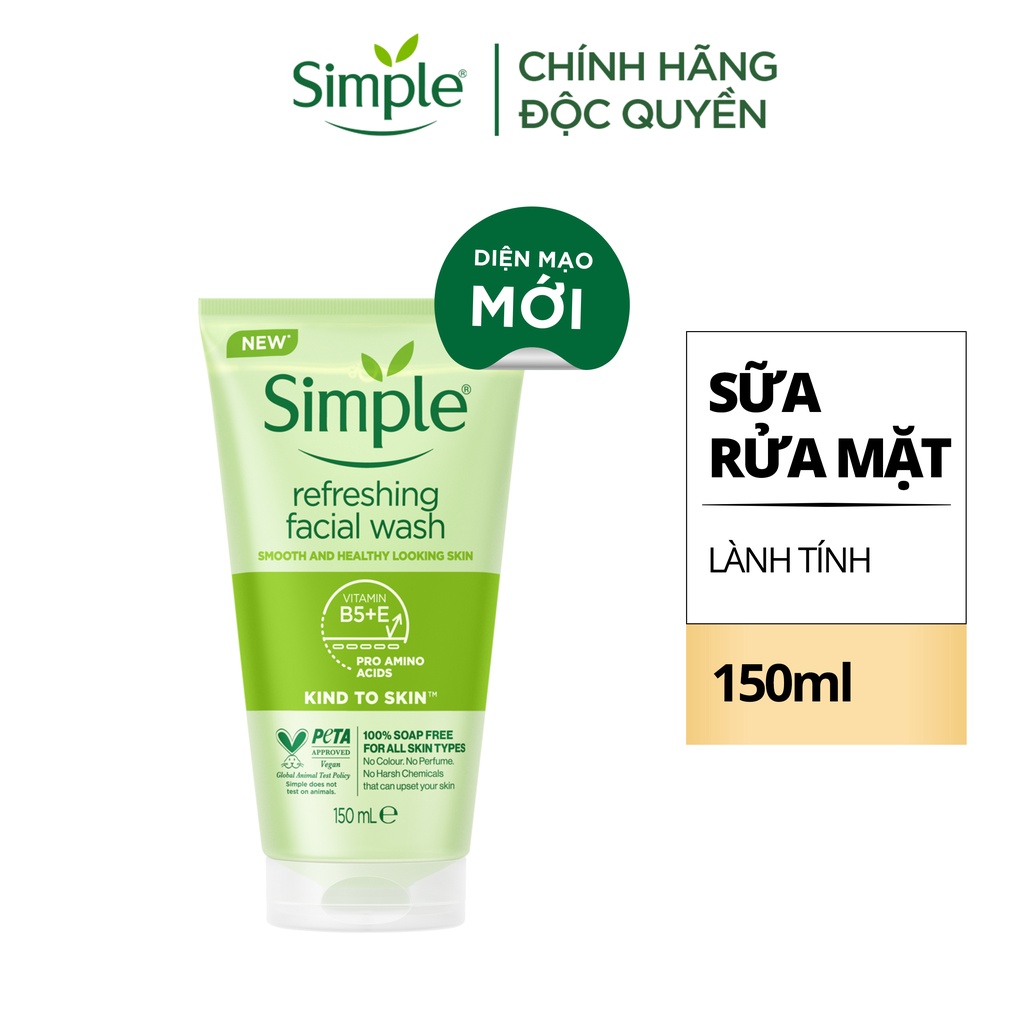 Simple®
CHÍNH HÃNG
ĐỘC QUYỀN
DIỆN MẠO
MỚI
NEW*
Simple®
refreshing
facial wash
SMOOTH AND HEALTHY LOOKING SKIN
VITAMIN
B5+E
PRO AMINO
ACIDS
KIND TO SKIN™
PETA
APPROVED
Vegan
Global Animal Test Policy
Simple does not
test on animals.
100% SOAP FREE
FOR ALL SKIN TYPES
No Colour. No Perfume.
No Harsh Chemicals
that can upset your skin
150 mL ℮
SỮA
RỬA MẶT
LÀNH TÍNH
150ml